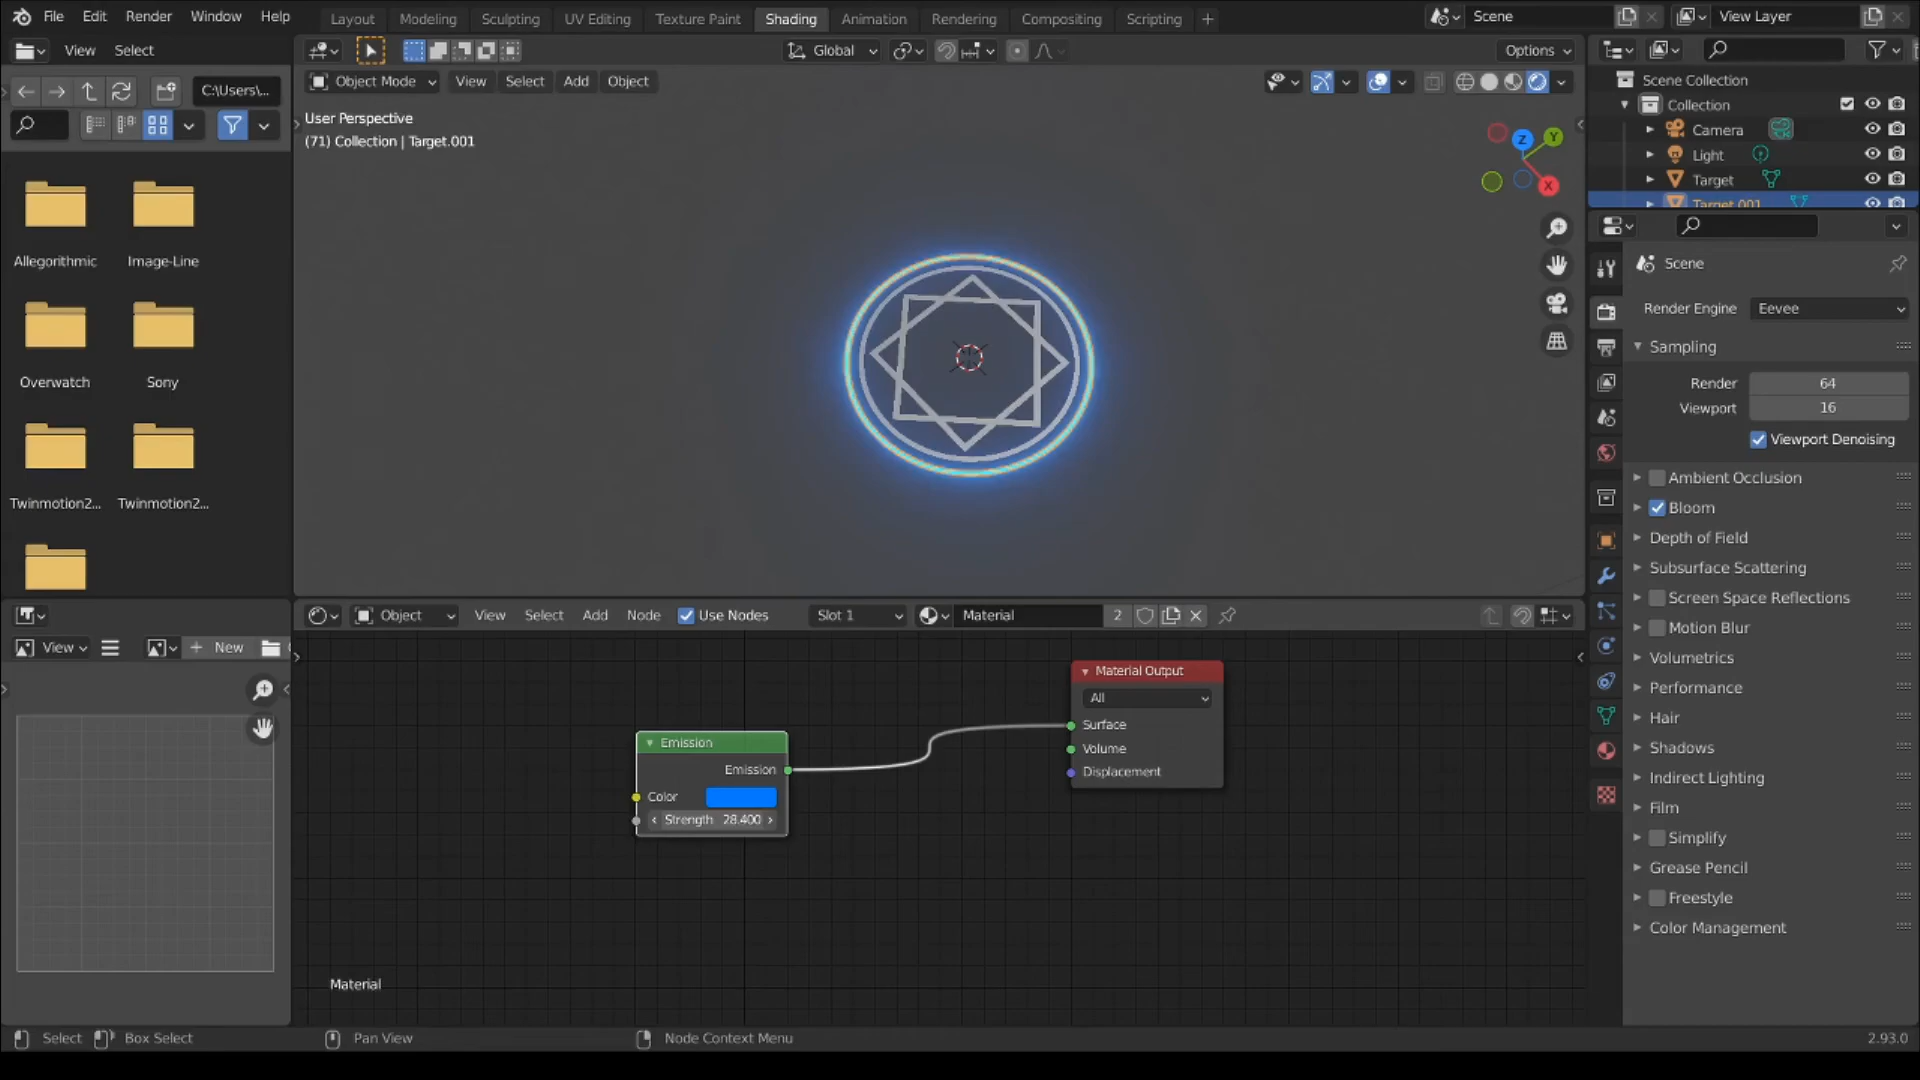 File Edit Render Window Help
Layout Modeling Sculpting UV Editing Texture Paint Shading Animation Rendering Compositing Scripting +
Scene
View Layer
View Select
Global
Options
C:\Users\...
Object Mode View Select Add Object
User Perspective
(71) Collection | Target.001
Z
Y
X
Allegorithmic Image-Line
Overwatch Sony
Twinmotion2... Twinmotion2...
Scene Collection
Collection
Camera
Light
Target
Target.001
Scene
Render Engine Eevee
Sampling
Render 64
Viewport 16
Viewport Denoising
Ambient Occlusion
Bloom
Depth of Field
Subsurface Scattering
Screen Space Reflections
Motion Blur
Volumetrics
Performance
Hair
Shadows
Indirect Lighting
Film
Simplify
Grease Pencil
Freestyle
Color Management
Object View Select Add Node Use Nodes Slot 1 Material 2
View + New
Material Output
All
Surface
Volume
Displacement
Emission
Emission
Color
Strength 28.400
Material
Select Box Select Pan View Node Context Menu 2.93.0